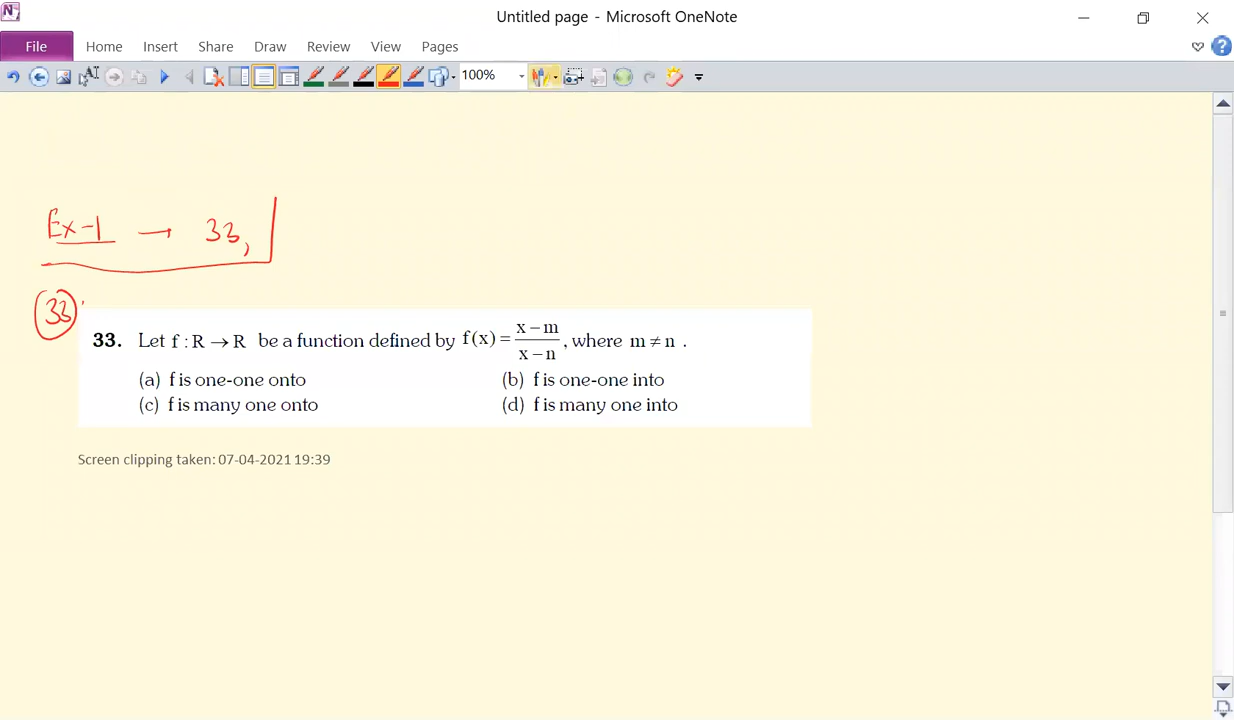 Untitled page - Microsoft OneNote
File Home Insert Share Draw Review View Pages
100%
Ex-1 → 33,
33
33. Let f : R → R be a function defined by f(x) = (x − m)/(x − n), where m ≠ n .
(a) f is one-one onto (b) f is one-one into
(c) f is many one onto (d) f is many one into
Screen clipping taken: 07-04-2021 19:39